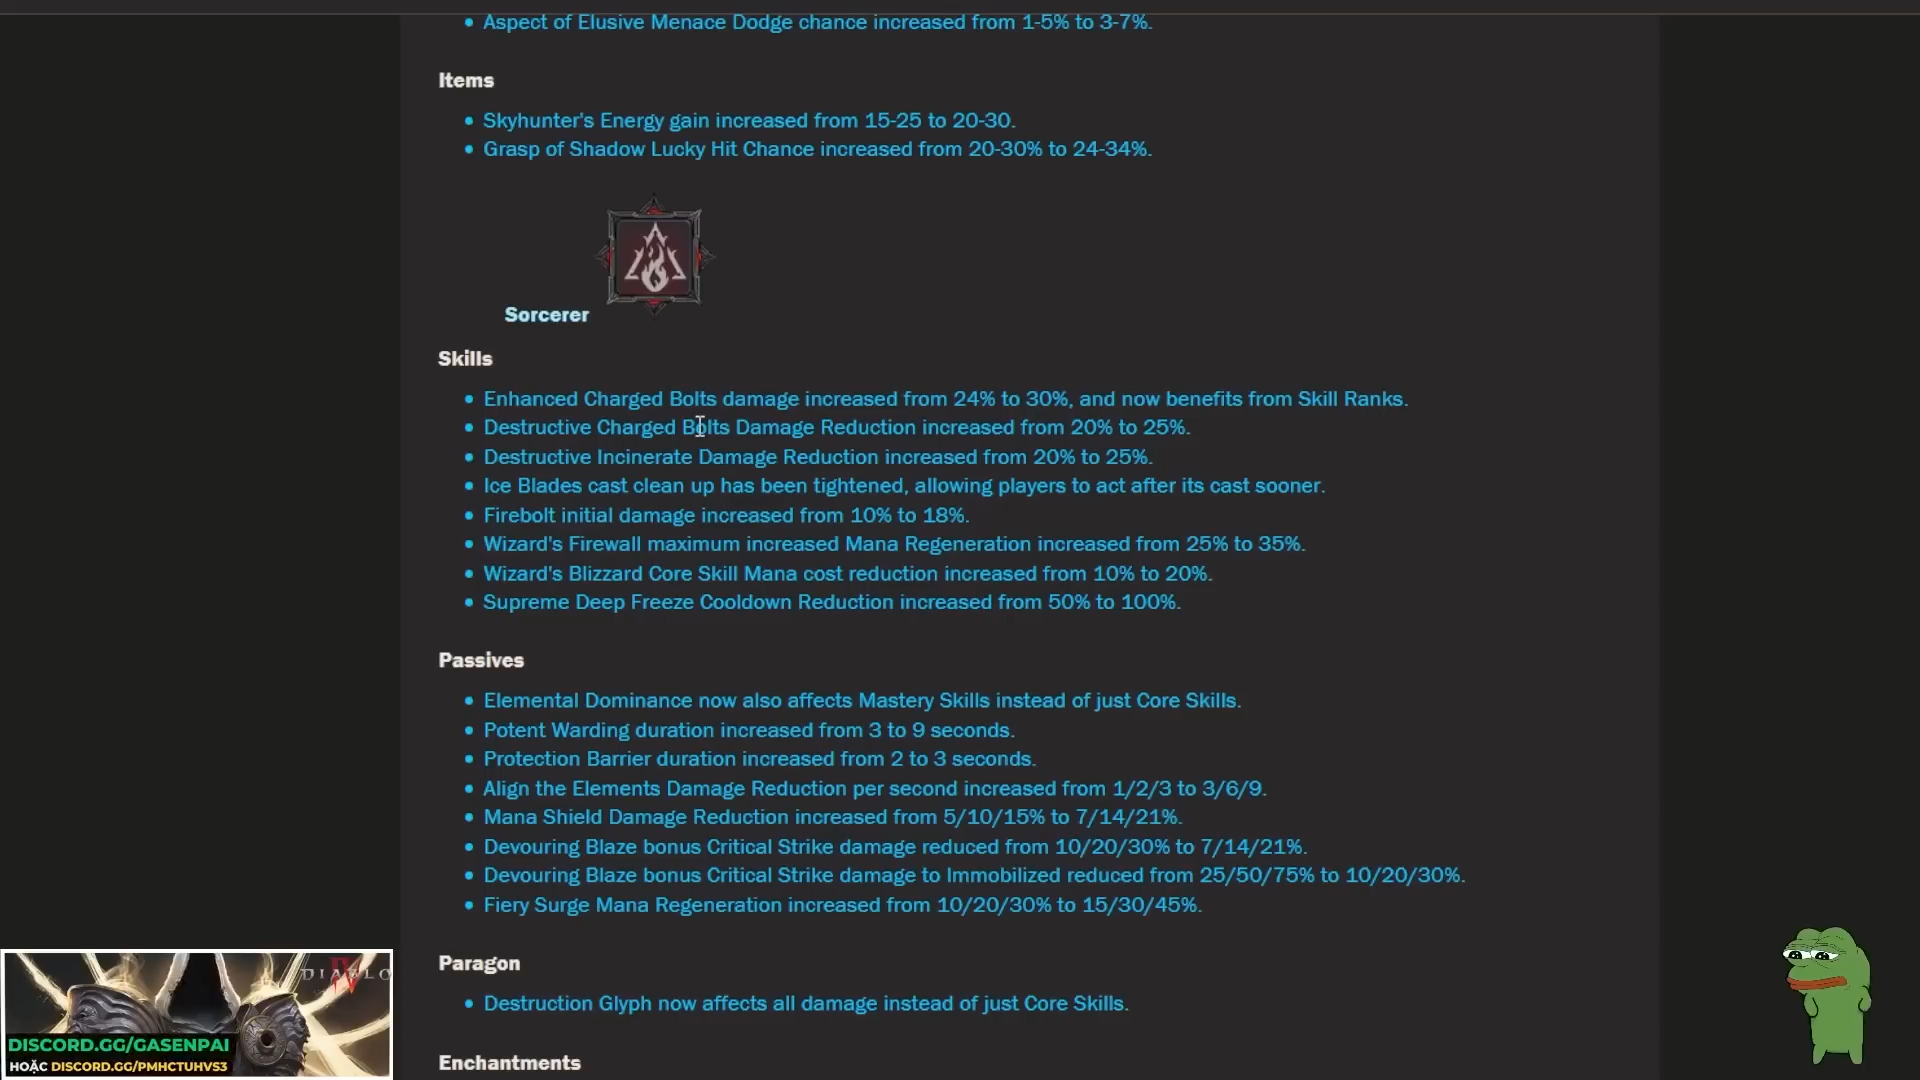 Aspect of Elusive Menace Dodge chance increased from 1-5% to 3-7%.
Items
Skyhunter's Energy gain increased from 15-25 to 20-30.
Grasp of Shadow Lucky Hit Chance increased from 20-30% to 24-34%.
Sorcerer
Skills
Enhanced Charged Bolts damage increased from 24% to 30%, and now benefits from Skill Ranks.
Destructive Charged Bolts Damage Reduction increased from 20% to 25%.
Destructive Incinerate Damage Reduction increased from 20% to 25%.
Ice Blades cast clean up has been tightened, allowing players to act after its cast sooner.
Firebolt initial damage increased from 10% to 18%.
Wizard's Firewall maximum increased Mana Regeneration increased from 25% to 35%.
Wizard's Blizzard Core Skill Mana cost reduction increased from 10% to 20%.
Supreme Deep Freeze Cooldown Reduction increased from 50% to 100%.
Passives
Elemental Dominance now also affects Mastery Skills instead of just Core Skills.
Potent Warding duration increased from 3 to 9 seconds.
Protection Barrier duration increased from 2 to 3 seconds.
Align the Elements Damage Reduction per second increased from 1/2/3 to 3/6/9.
Mana Shield Damage Reduction increased from 5/10/15% to 7/14/21%.
Devouring Blaze bonus Critical Strike damage reduced from 10/20/30% to 7/14/21%.
Devouring Blaze bonus Critical Strike damage to Immobilized reduced from 25/50/75% to 10/20/30%.
Fiery Surge Mana Regeneration increased from 10/20/30% to 15/30/45%.
Paragon
Destruction Glyph now affects all damage instead of just Core Skills.
Enchantments
DIABLO
IV
DISCORD.GG/GASENPAI
HOẶC DISCORD.GG/PMHCTUHVS3